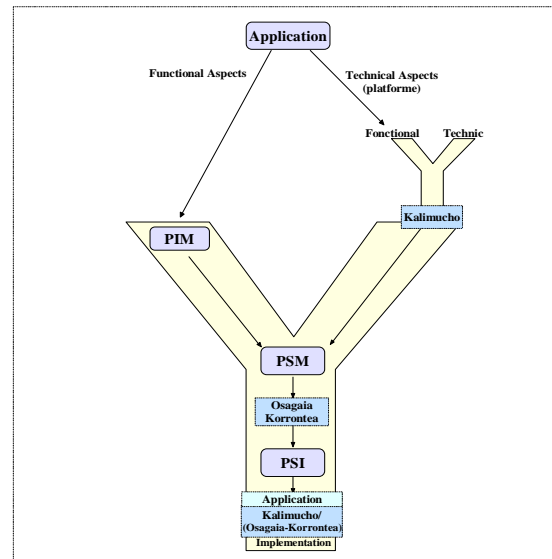 Application
Functional Aspects
Technical Aspects
(platforme)
Fonctional
Technic
Kalimucho
PIM
PSM
Osagaia
Korrontea
PSI
Application
Kalimucho/
(Osagaia-Korrontea)
Implementation